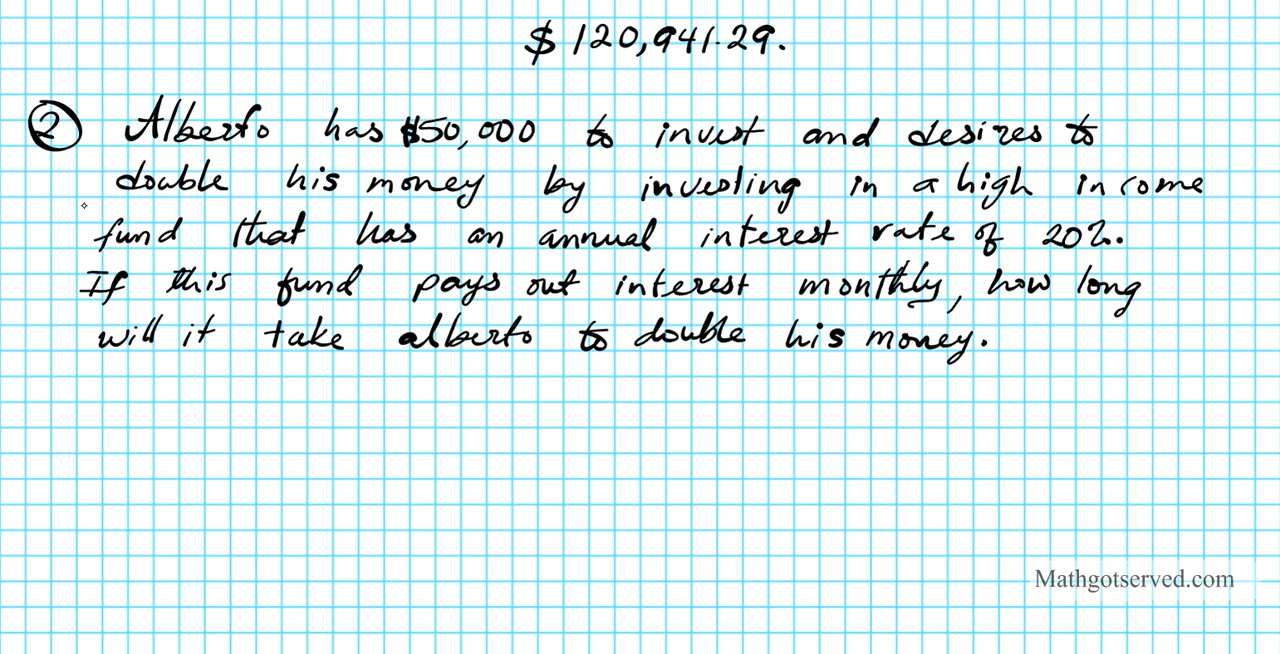 $ 120,941.29.
2 Alberto has $50,000 to invest and desires to
double his money by investing in a high income
fund that has an annual interest rate of 20%.
If this fund pays out interest monthly, how long
will it take alberto to double his money.
Mathgotserved.com